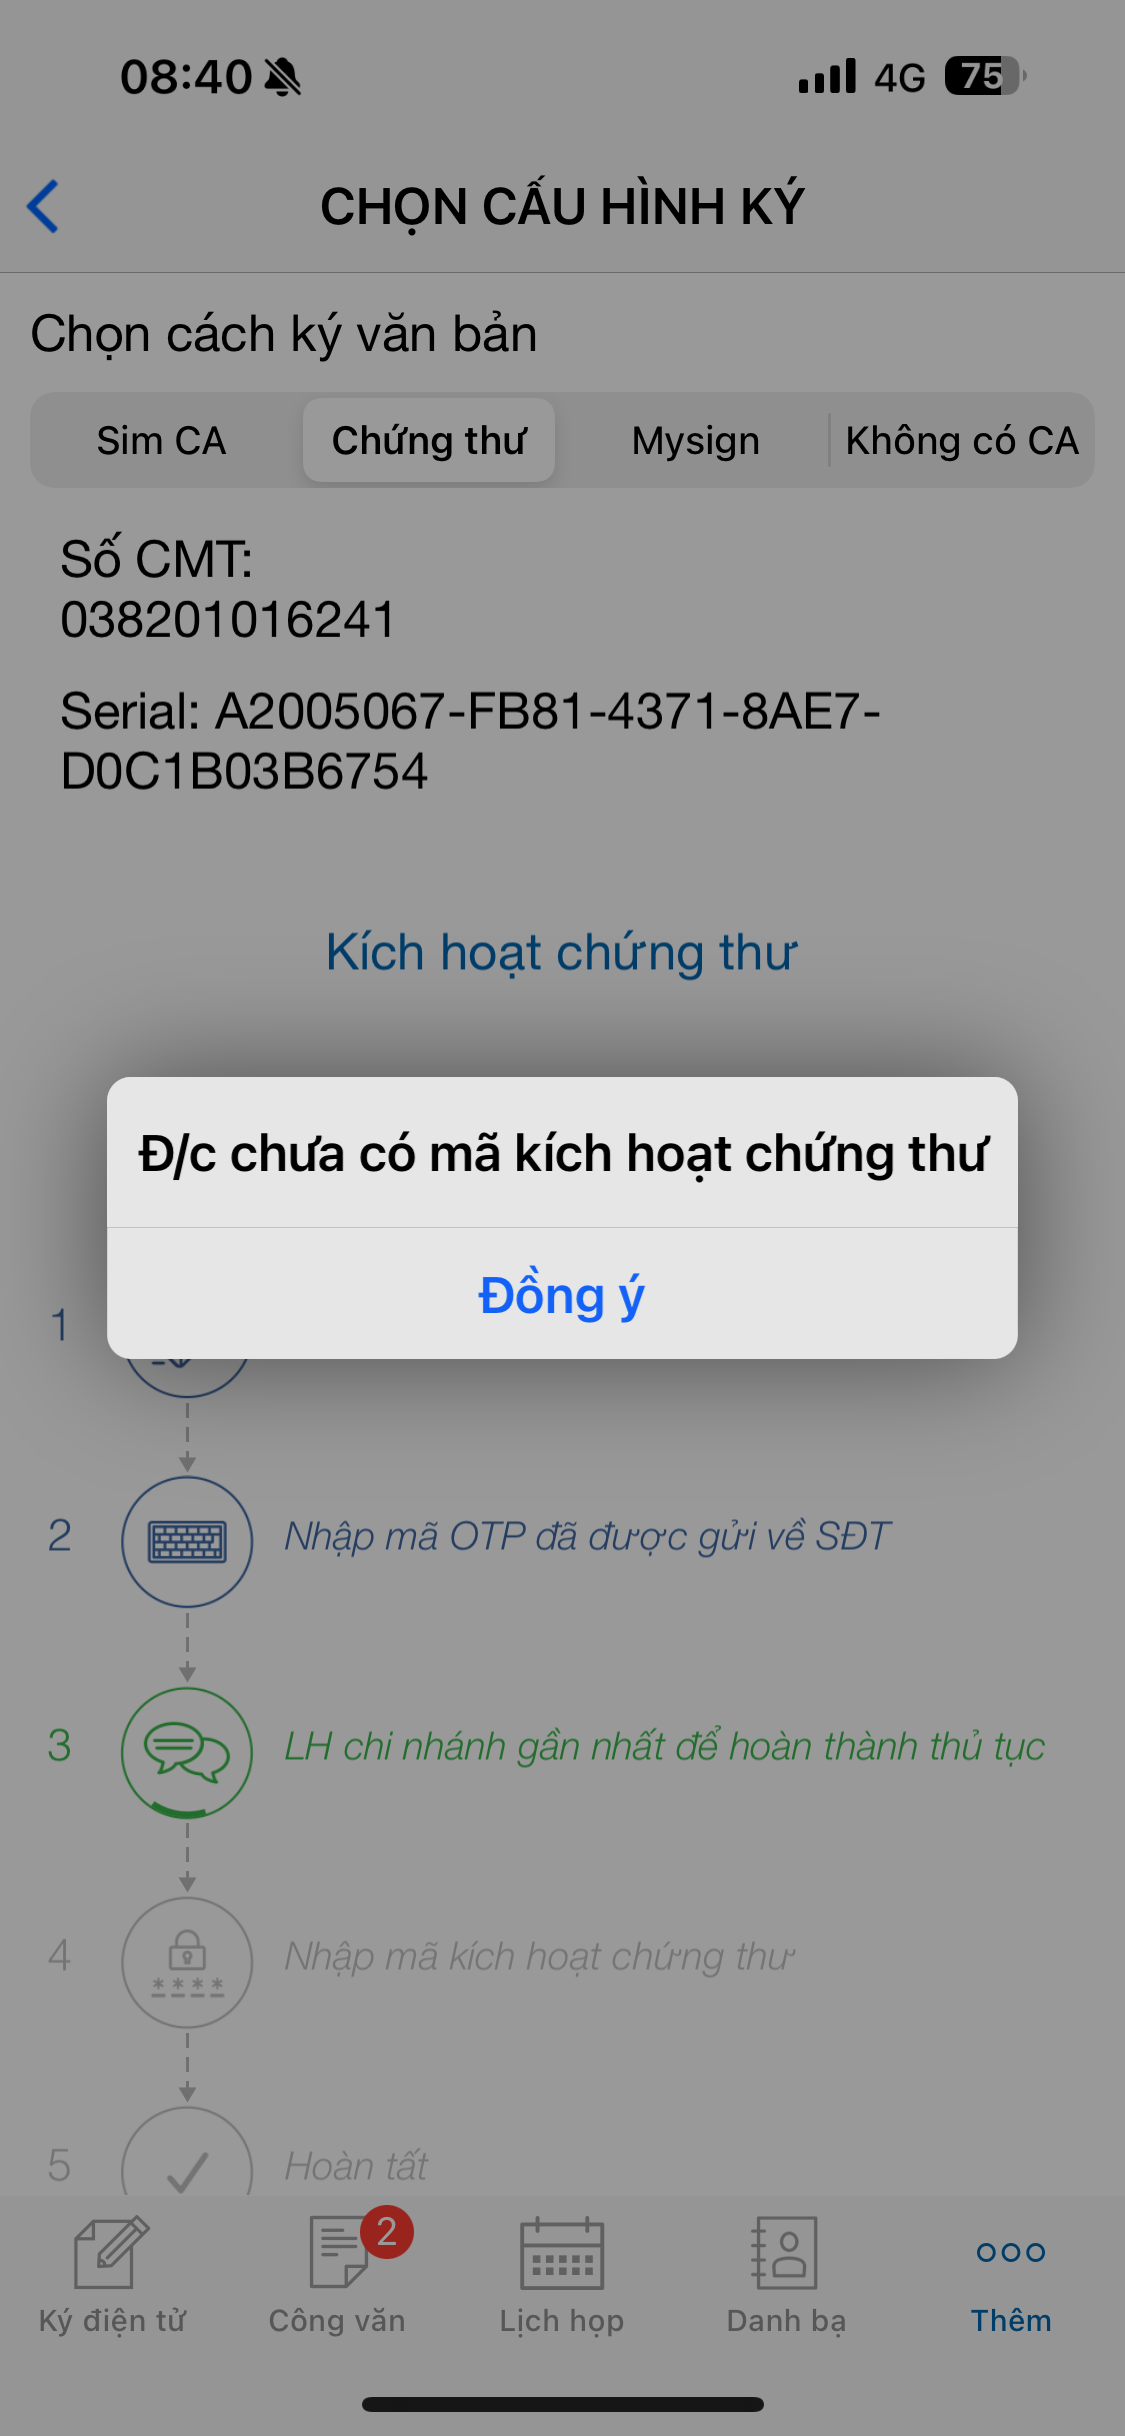 08:40
4G
75
CHỌN CẤU HÌNH KÝ
Chọn cách ký văn bản
Sim CA
Chứng thư
Mysign
Không có CA
Số CMT:
038201016241
Serial: A2005067-FB81-4371-8AE7-
D0C1B03B6754
Kích hoạt chứng thư
Đ/c chưa có mã kích hoạt chứng thư
Đồng ý
1
2
Nhập mã OTP đã được gửi về SĐT
3
LH chi nhánh gần nhất để hoàn thành thủ tục
4
Nhập mã kích hoạt chứng thư
5
Hoàn tất
2
Ký điện tử
Công văn
Lịch họp
Danh bạ
Thêm